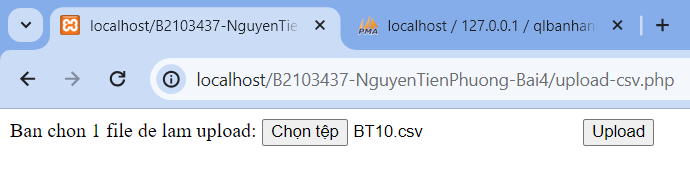 localhost/B2103437-NguyenTie
PMA
localhost / 127.0.0.1 / qlbanhan
localhost/B2103437-NguyenTienPhuong-Bai4/upload-csv.php
Ban chon 1 file de lam upload: Chọn tệp BT10.csv Upload